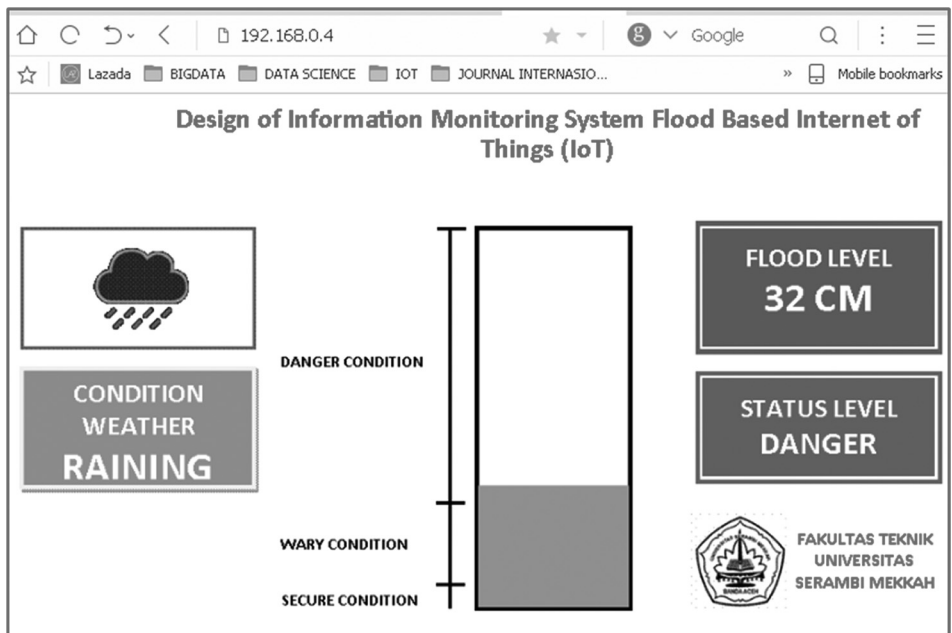 192.168.0.4
g Google
Lazada BIGDATA DATA SCIENCE IOT JOURNAL INTERNASIO... » Mobile bookmarks
Design of Information Monitoring System Flood Based Internet of
Things (IoT)
CONDITION
WEATHER
RAINING
DANGER CONDITION
WARY CONDITION
SECURE CONDITION
FLOOD LEVEL
32 CM
STATUS LEVEL
DANGER
BANDA ACEH
FAKULTAS TEKNIK
UNIVERSITAS
SERAMBI MEKKAH